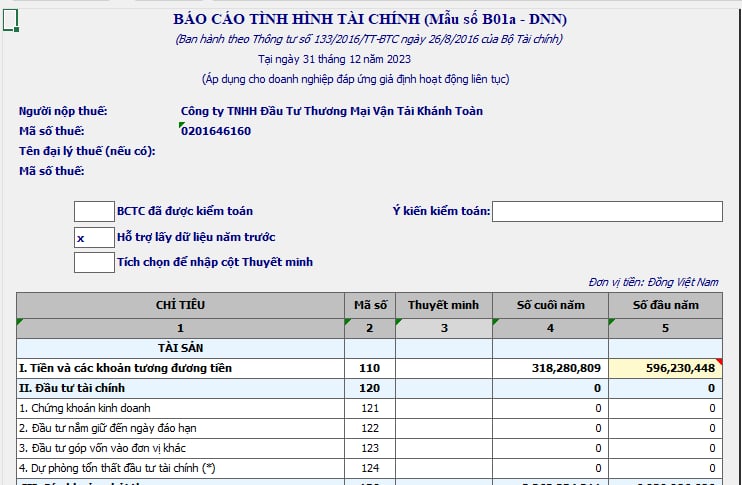 BÁO CÁO TÌNH HÌNH TÀI CHÍNH (Mẫu số B01a - DNN)
(Ban hành theo Thông tư số 133/2016/TT-BTC ngày 26/8/2016 của Bộ Tài chính)
Tại ngày 31 tháng 12 năm 2023
(Áp dụng cho doanh nghiệp đáp ứng giả định hoạt động liên tục)
Người nộp thuế: Công ty TNHH Đầu Tư Thương Mại Vận Tải Khánh Toàn
Mã số thuế: 0201646160
Tên đại lý thuế (nếu có):
Mã số thuế:
BCTC đã được kiểm toán Ý kiến kiểm toán:
x Hỗ trợ lấy dữ liệu năm trước
Tích chọn để nhập cột Thuyết minh
Đơn vị tiền: Đồng Việt Nam
CHỈ TIÊU Mã số Thuyết minh Số cuối năm Số đầu năm
1 2 3 4 5
TÀI SẢN
I. Tiền và các khoản tương đương tiền 110 318,280,809 596,230,448
II. Đầu tư tài chính 120 0 0
1. Chứng khoán kinh doanh 121 0 0
2. Đầu tư nắm giữ đến ngày đáo hạn 122 0 0
3. Đầu tư góp vốn vào đơn vị khác 123 0 0
4. Dự phòng tổn thất đầu tư tài chính (*) 124 0 0